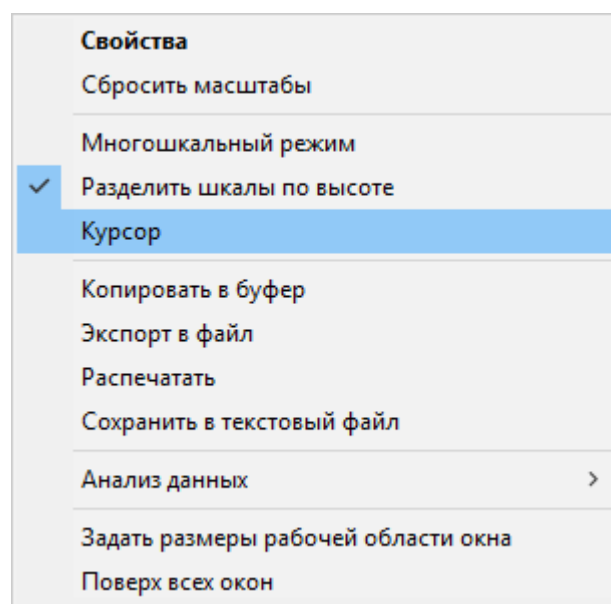 Свойства
Сбросить масштабы
Многошкальный режим
Разделить шкалы по высоте
Курсор
Копировать в буфер
Экспорт в файл
Распечатать
Сохранить в текстовый файл
Анализ данных
Задать размеры рабочей области окна
Поверх всех окон